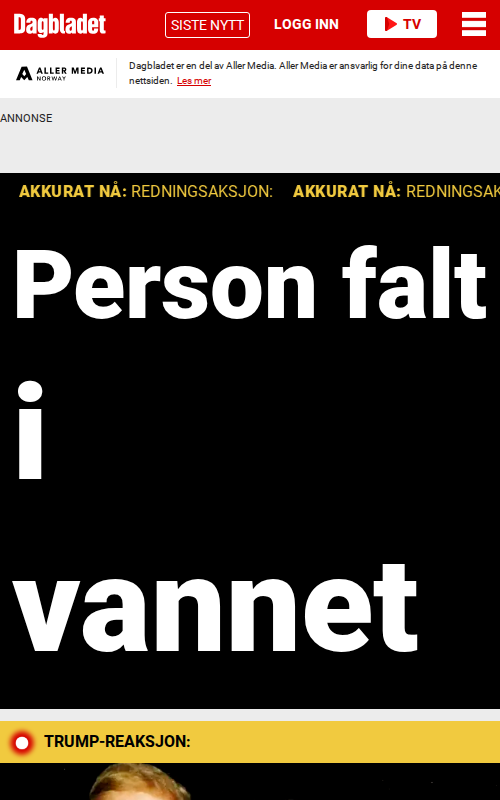 Dagbladet SISTE NYTT LOGG INN TV
ALLER MEDIA
NORWAY
Dagbladet er en del av Aller Media. Aller Media er ansvarlig for dine data på denne
nettsiden. Les mer
ANNONSE
AKKURAT NÅ: REDNINGSAKSJON: AKKURAT NÅ: REDNINGSAK
Person falt
i
vannet
TRUMP-REAKSJON: